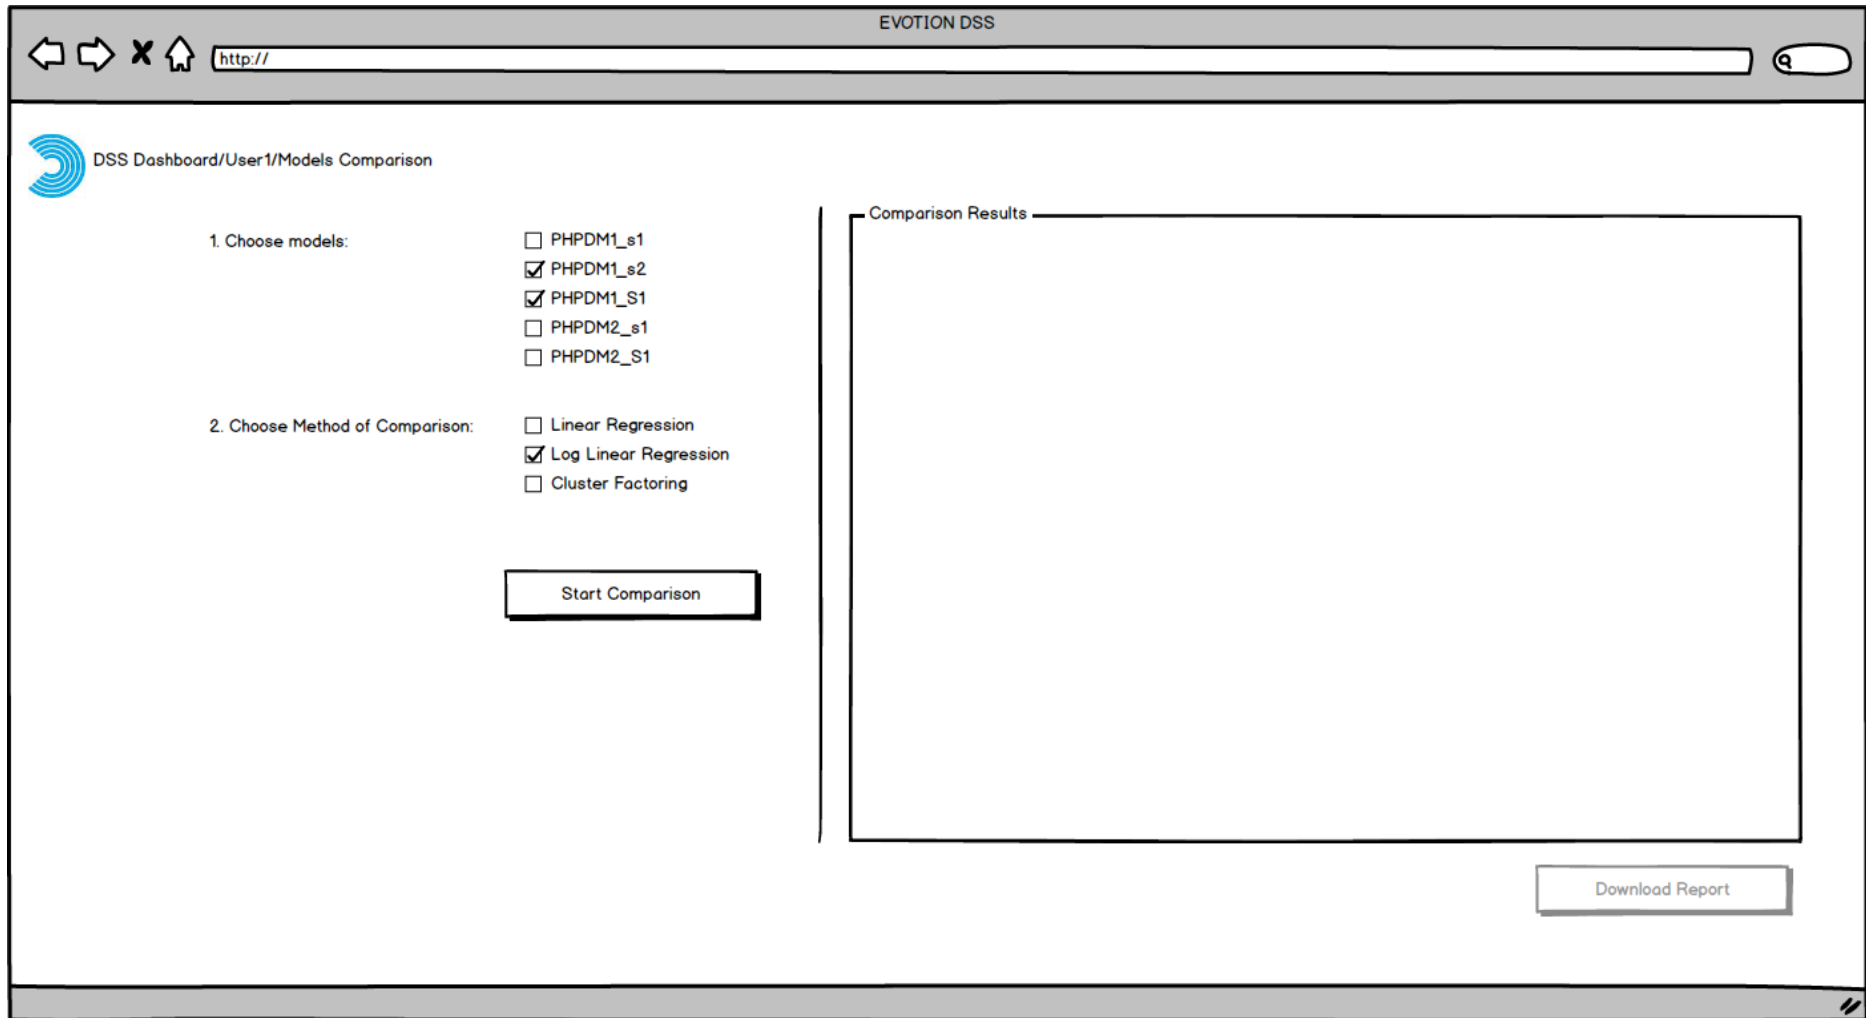 EVOTION DSS
http://
DSS Dashboard/User1/Models Comparison
1. Choose models:
PHPDM1_s1
PHPDM1_s2
PHPDM1_S1
PHPDM2_s1
PHPDM2_S1
2. Choose Method of Comparison:
Linear Regression
Log Linear Regression
Cluster Factoring
Start Comparison
Comparison Results
Download Report